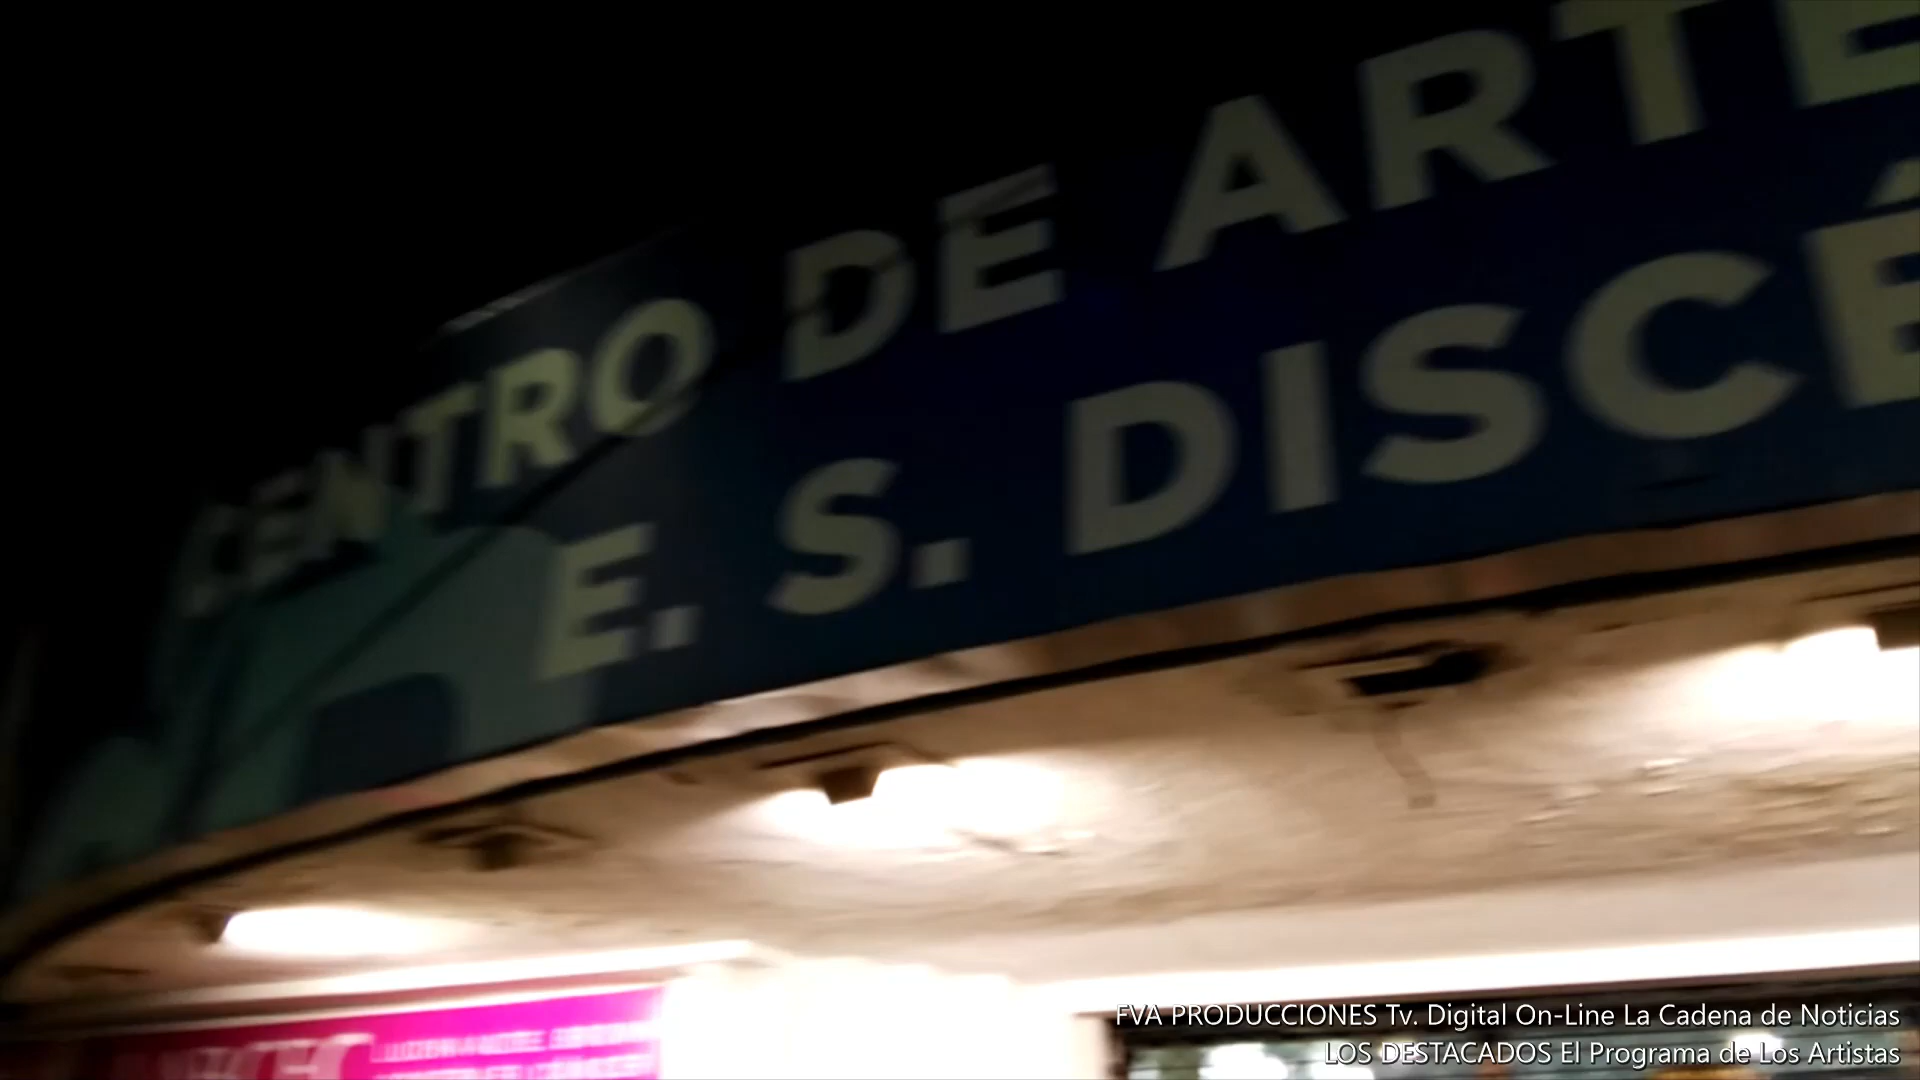 CENTRO DE ARTE
E. S. DISCÉ
FVA PRODUCCIONES Tv. Digital On-Line La Cadena de Noticias
LOS DESTACADOS El Programa de Los Artistas